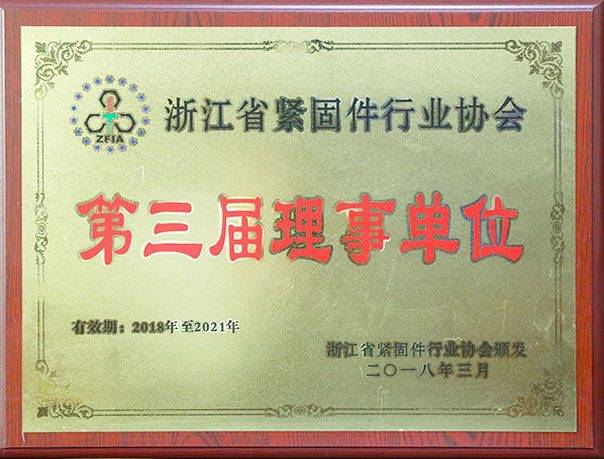 浙江省紧固件行业协会
ZFIA
第三届理事单位
有效期：2018年至2021年
浙江省紧固件行业协会颁发
二〇一八年三月